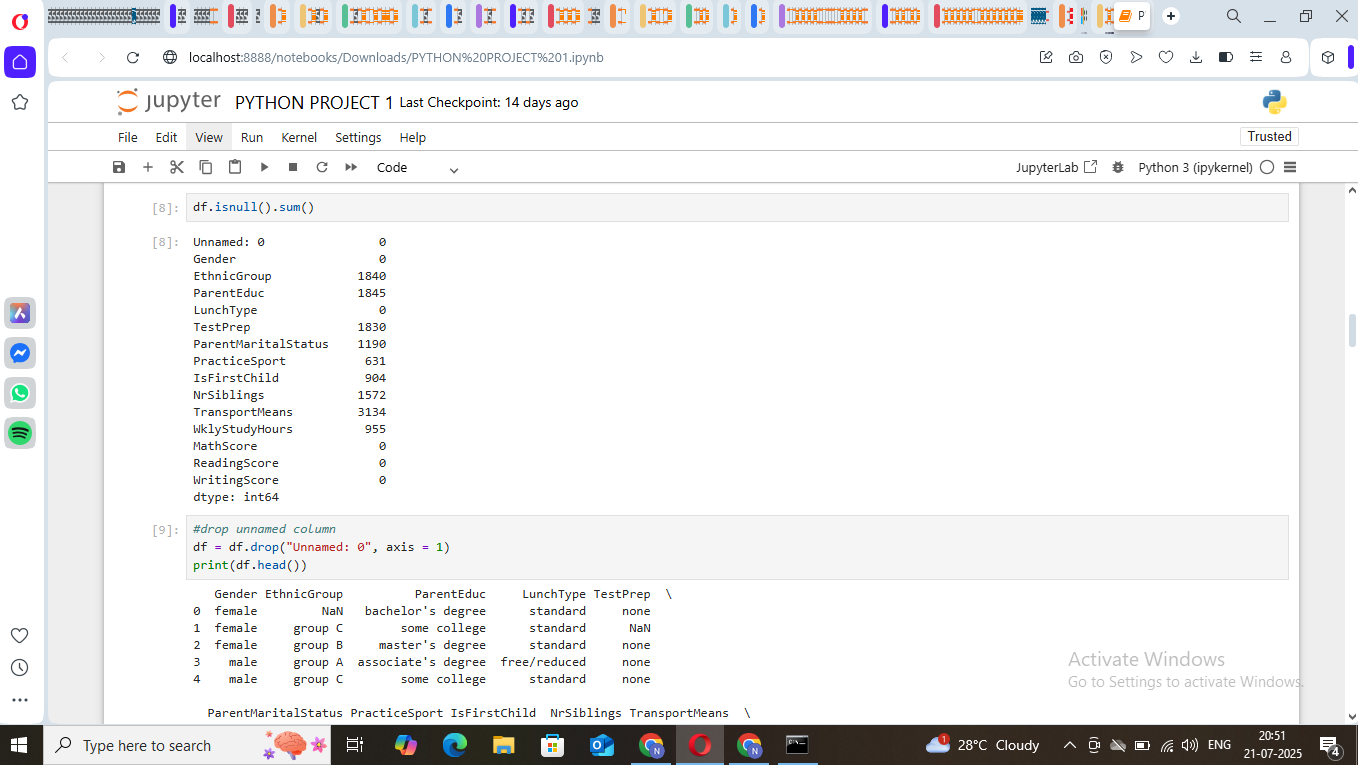 P
localhost:8888/notebooks/Downloads/PYTHON%20PROJECT%201.ipynb
jupyter PYTHON PROJECT 1 Last Checkpoint: 14 days ago
File Edit View Run Kernel Settings Help
Trusted
Code
JupyterLab Python 3 (ipykernel)
[8]: df.isnull().sum()
[8]: Unnamed: 0 0
Gender 0
EthnicGroup 1840
ParentEduc 1845
LunchType 0
TestPrep 1830
ParentMaritalStatus 1190
PracticeSport 631
IsFirstChild 904
NrSiblings 1572
TransportMeans 3134
WklyStudyHours 955
MathScore 0
ReadingScore 0
WritingScore 0
dtype: int64
[9]: #drop unnamed column
df = df.drop("Unnamed: 0", axis = 1)
print(df.head())
Gender EthnicGroup ParentEduc LunchType TestPrep \
0 female NaN bachelor's degree standard none
1 female group C some college standard NaN
2 female group B master's degree standard none
3 male group A associate's degree free/reduced none
4 male group C some college standard none
ParentMaritalStatus PracticeSport IsFirstChild NrSiblings TransportMeans \
Activate Windows
Go to Settings to activate Windows.
Type here to search
N
N
1
28°C Cloudy
ENG
20:51
21-07-2025
4